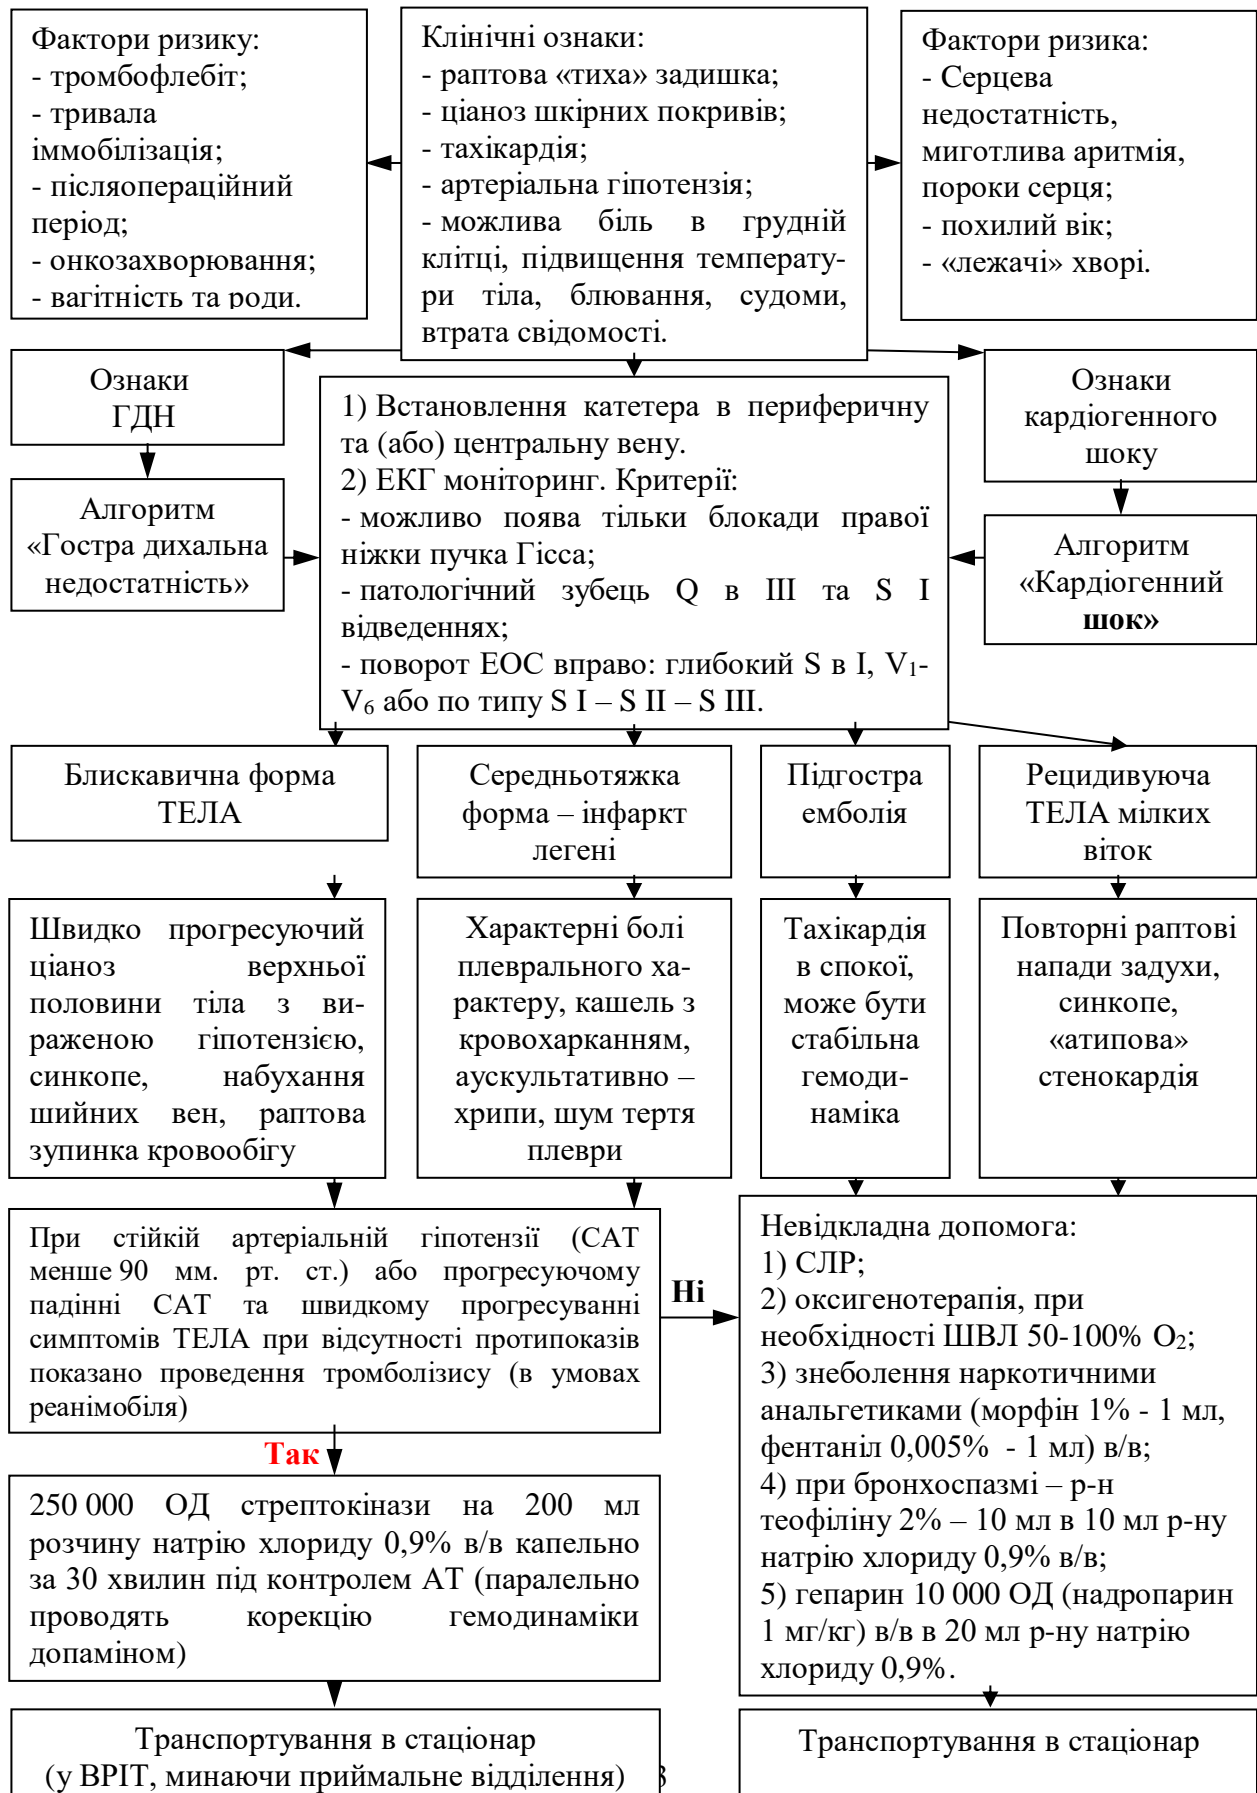 Фактори ризику:
- тромбофлебіт;
- тривала
іммобілізація;
- післяопераційний
період;
- онкозахворювання;
- вагітність та роди.
Клінічні ознаки:
- раптова «тиха» задишка;
- ціаноз шкірних покривів;
- тахікардія;
- артеріальна гіпотензія;
- можлива біль в грудній
клітці, підвищення температу-
ри тіла, блювання, судоми,
втрата свідомості.
Фактори ризика:
- Серцева
недостатність,
миготлива аритмія,
пороки серця;
- похилий вік;
- «лежачі» хворі.
Ознаки
ГДН
Алгоритм
«Гостра дихальна
недостатність»
1) Встановлення катетера в периферичну
та (або) центральну вену.
2) ЕКГ моніторинг. Критерії:
- можливо поява тільки блокади правої
ніжки пучка Гісса;
- патологічний зубець Q в III та S I
відведеннях;
- поворот ЕОС вправо: глибокий S в I, V₁-
V₆ або по типу S I – S II – S III.
Ознаки
кардіогенного
шоку
Алгоритм
«Кардіогенний
шок»
Блискавична форма
ТЕЛА
Середньотяжка
форма – інфаркт
легені
Підгостра
емболія
Рецидивуюча
ТЕЛА мілких
віток
Швидко прогресуючий
ціаноз верхньої
половини тіла з ви-
раженою гіпотензією,
синкопе, набухання
шийних вен, раптова
зупинка кровообігу
Характерні болі
плеврального ха-
рактеру, кашель з
кровохарканням,
аускультативно –
хрипи, шум тертя
плеври
Тахікардія
в спокої,
може бути
стабільна
гемоди-
наміка
Повторні раптові
напади задухи,
синкопе,
«атипова»
стенокардія
При стійкій артеріальній гіпотензії (САТ
менше 90 мм. рт. ст.) або прогресуючому
падінні САТ та швидкому прогресуванні
симптомів ТЕЛА при відсутності протипоказів
показано проведення тромболізису (в умовах
реанімобіля)
Ні
Так
Невідкладна допомога:
1) СЛР;
2) оксигенотерапія, при
необхідності ШВЛ 50-100% О₂;
3) знеболення наркотичними
анальгетиками (морфін 1% - 1 мл,
фентаніл 0,005% - 1 мл) в/в;
4) при бронхоспазмі – р-н
теофіліну 2% – 10 мл в 10 мл р-ну
натрію хлориду 0,9% в/в;
5) гепарин 10 000 ОД (надропарин
1 мг/кг) в/в в 20 мл р-ну натрію
хлориду 0,9%.
250 000 ОД стрептокінази на 200 мл
розчину натрію хлориду 0,9% в/в капельно
за 30 хвилин під контролем АТ (паралельно
проводять корекцію гемодинаміки
допаміном)
Транспортування в стаціонар
(у ВРІТ, минаючи приймальне відділення)
Транспортування в стаціонар